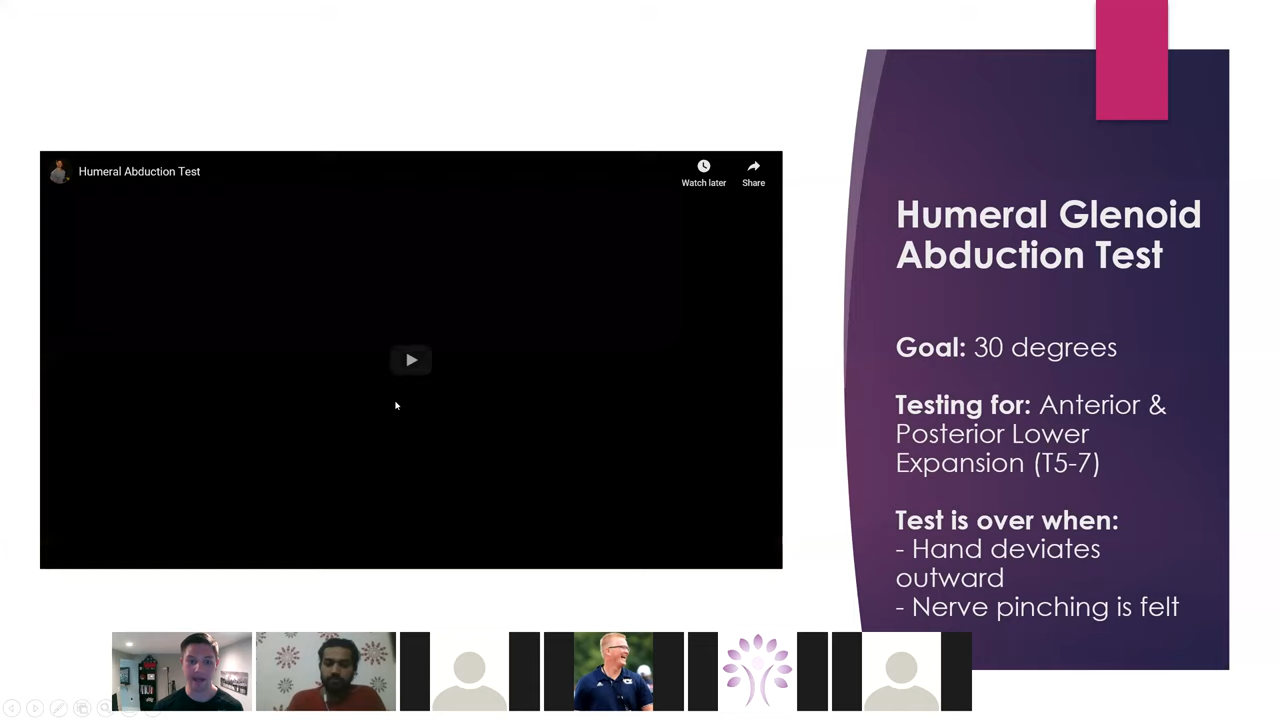 Humeral Abduction Test
Watch later
Share
Humeral Glenoid
Abduction Test
Goal: 30 degrees
Testing for: Anterior &
Posterior Lower
Expansion (T5-7)
Test is over when:
- Hand deviates
outward
- Nerve pinching is felt